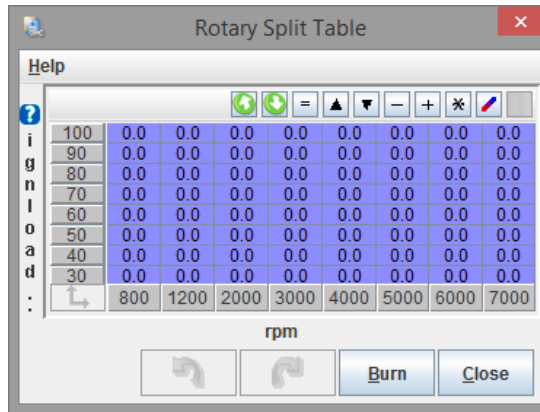 Rotary Split Table
Help
= - + *
ignload:
100 0.0 0.0 0.0 0.0 0.0 0.0 0.0 0.0
90 0.0 0.0 0.0 0.0 0.0 0.0 0.0 0.0
80 0.0 0.0 0.0 0.0 0.0 0.0 0.0 0.0
70 0.0 0.0 0.0 0.0 0.0 0.0 0.0 0.0
60 0.0 0.0 0.0 0.0 0.0 0.0 0.0 0.0
50 0.0 0.0 0.0 0.0 0.0 0.0 0.0 0.0
40 0.0 0.0 0.0 0.0 0.0 0.0 0.0 0.0
30 0.0 0.0 0.0 0.0 0.0 0.0 0.0 0.0
800 1200 2000 3000 4000 5000 6000 7000
rpm
Burn Close